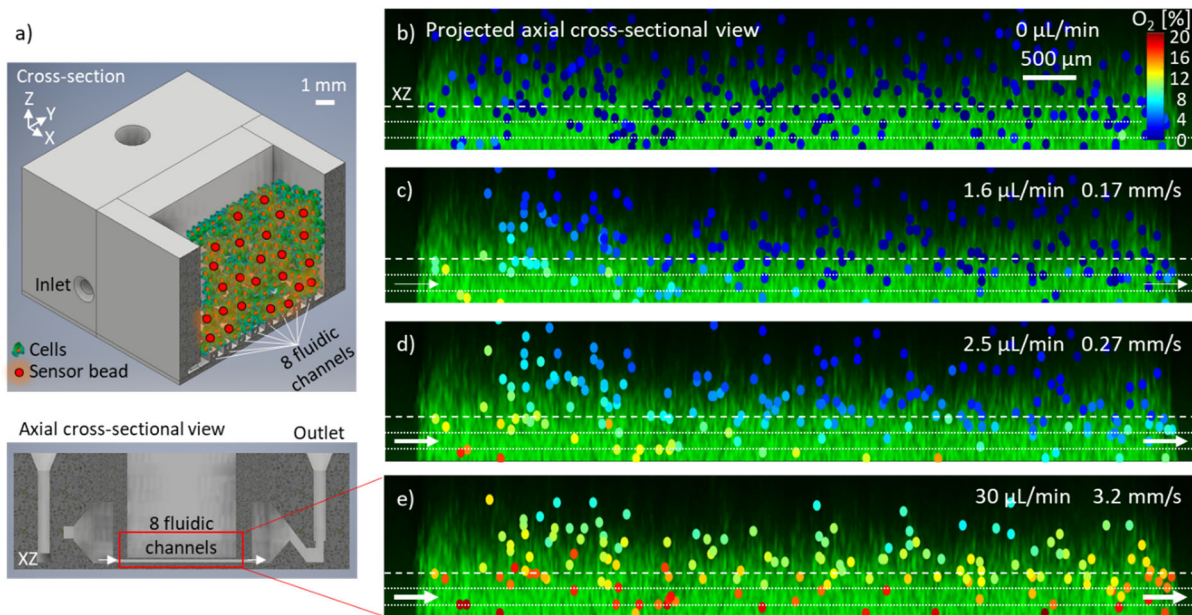 a)
Cross-section
Z
Y
X
1 mm
Inlet
Cells
Sensor bead
8 fluidic
channels
Axial cross-sectional view
Outlet
8 fluidic
channels
XZ
b) Projected axial cross-sectional view
0 µL/min
500 µm
O₂ [%]
20
16
12
8
4
0
XZ
c)
1.6 µL/min 0.17 mm/s
d)
2.5 µL/min 0.27 mm/s
e)
30 µL/min 3.2 mm/s